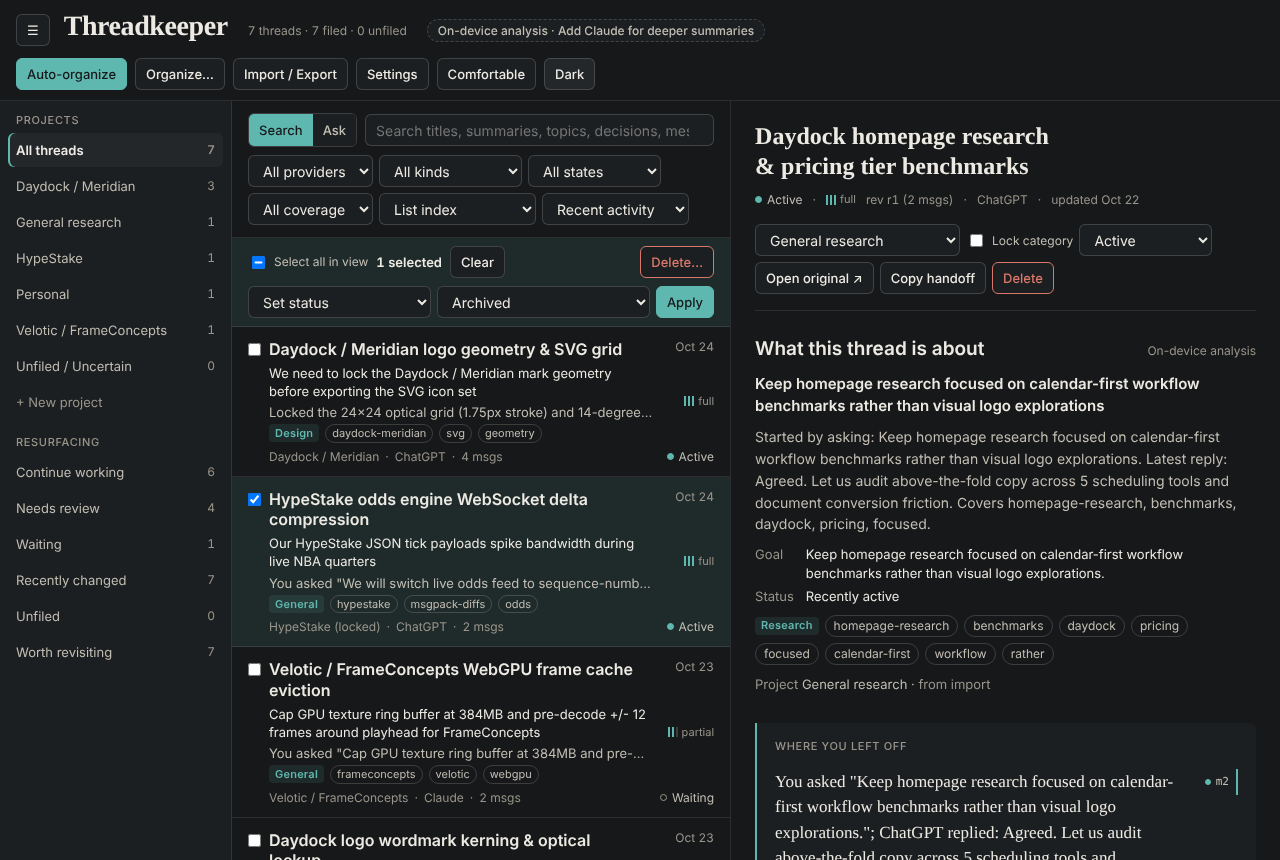 ☰ Threadkeeper 7 threads · 7 filed · 0 unfiled On-device analysis · Add Claude for deeper summaries
Auto-organize Organize... Import / Export Settings Comfortable Dark
PROJECTS
All threads 7
Daydock / Meridian 3
General research 1
HypeStake 1
Personal 1
Velotic / FrameConcepts 1
Unfiled / Uncertain 0
+ New project
RESURFACING
Continue working 6
Needs review 4
Waiting 1
Recently changed 7
Unfiled 0
Worth revisiting 7
Search Ask Search titles, summaries, topics, decisions, mes
All providers All kinds All states
All coverage List index Recent activity
Select all in view 1 selected Clear Delete...
Set status Archived Apply
Daydock / Meridian logo geometry & SVG grid Oct 24
We need to lock the Daydock / Meridian mark geometry
before exporting the SVG icon set
full
Locked the 24×24 optical grid (1.75px stroke) and 14-degree...
Design daydock-meridian svg geometry
Daydock / Meridian · ChatGPT · 4 msgs Active
HypeStake odds engine WebSocket delta Oct 24
compression
Our HypeStake JSON tick payloads spike bandwidth during
live NBA quarters full
You asked "We will switch live odds feed to sequence-numb...
General hypestake msgpack-diffs odds
HypeStake (locked) · ChatGPT · 2 msgs Active
Velotic / FrameConcepts WebGPU frame cache Oct 23
eviction
Cap GPU texture ring buffer at 384MB and pre-decode +/- 12
frames around playhead for FrameConcepts partial
You asked "Cap GPU texture ring buffer at 384MB and pre-...
General frameconcepts velotic webgpu
Velotic / FrameConcepts · Claude · 2 msgs Waiting
Daydock logo wordmark kerning & optical Oct 23
lockup
Daydock homepage research
& pricing tier benchmarks
Active · full rev r1 (2 msgs) · ChatGPT · updated Oct 22
General research Lock category Active
Open original ↗ Copy handoff Delete
What this thread is about On-device analysis
Keep homepage research focused on calendar-first workflow
benchmarks rather than visual logo explorations
Started by asking: Keep homepage research focused on calendar-first
workflow benchmarks rather than visual logo explorations. Latest reply:
Agreed. Let us audit above-the-fold copy across 5 scheduling tools and
document conversion friction. Covers homepage-research, benchmarks,
daydock, pricing, focused.
Goal Keep homepage research focused on calendar-first workflow
benchmarks rather than visual logo explorations.
Status Recently active
Research homepage-research benchmarks daydock pricing
focused calendar-first workflow rather
Project General research · from import
WHERE YOU LEFT OFF
You asked "Keep homepage research focused on calendar- m2
first workflow benchmarks rather than visual logo
explorations."; ChatGPT replied: Agreed. Let us audit
above-the-fold copy across 5 scheduling tools and